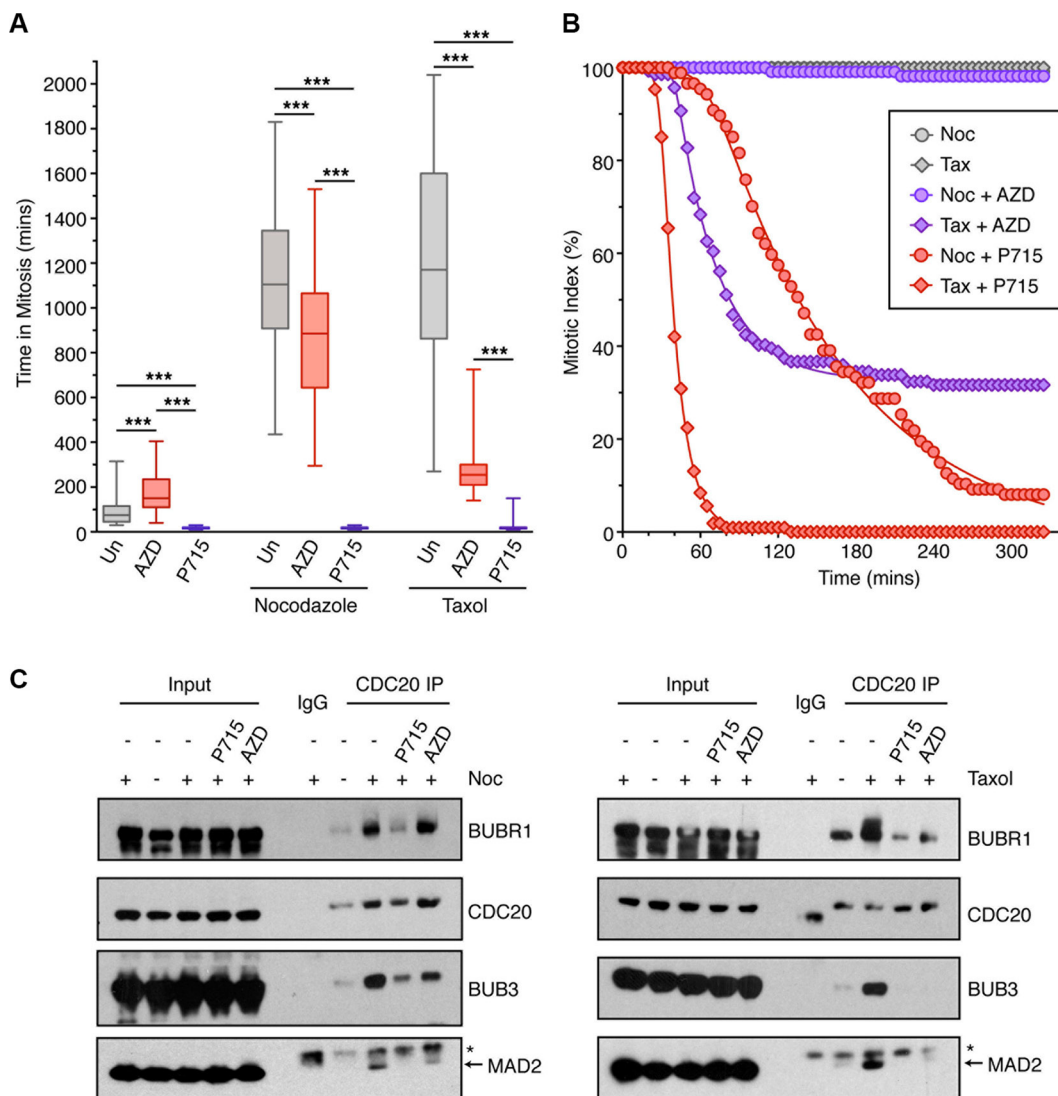 A
Time in Mitosis (mins)
2000
1800
1600
1400
1200
1000
800
600
400
200
0
*** *** *** *** *** *** *** *** ***
Un AZD P715 Un AZD P715 Un AZD P715
Nocodazole Taxol
B
Mitotic Index (%)
100
80
60
40
20
0
0 60 120 180 240 300
Time (mins)
Noc
Tax
Noc + AZD
Tax + AZD
Noc + P715
Tax + P715
C
Input IgG CDC20 IP
- - - P715 AZD - - - P715 AZD
+ - + + + + - + + + Noc
BUBR1
CDC20
BUB3
*
← MAD2
Input IgG CDC20 IP
- - - P715 AZD - - - P715 AZD
+ - + + + + - + + + Taxol
BUBR1
CDC20
BUB3
*
← MAD2